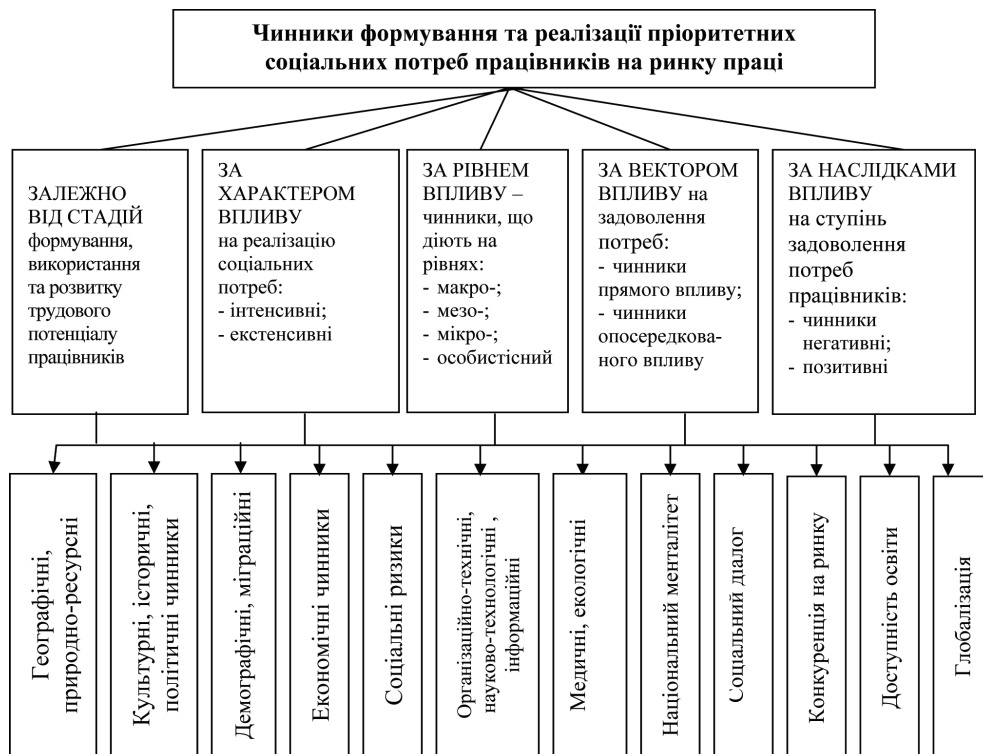 Чинники формування та реалізації пріоритетних
соціальних потреб працівників на ринку праці
ЗАЛЕЖНО
ВІД СТАДІЙ
формування,
використання
та розвитку
трудового
потенціалу
працівників
ЗА
ХАРАКТЕРОМ
ВПЛИВУ
на реалізацію
соціальних
потреб:
- інтенсивні;
- екстенсивні
ЗА РІВНЕМ
ВПЛИВУ –
чинники, що
діють на
рівнях:
- макро-;
- мезо-;
- мікро-;
- особистісний
ЗА ВЕКТОРОМ
ВПЛИВУ на
задоволення
потреб:
- чинники
прямого впливу;
- чинники
опосередкова-
ного впливу
ЗА НАСЛІДКАМИ
ВПЛИВУ
на ступінь
задоволення
потреб
працівників:
- чинники
негативні;
- позитивні
Географічні,
природно-ресурсні
Культурні, історичні,
політичні чинники
Демографічні, міграційні
Економічні чинники
Соціальні ризики
Організаційно-технічні,
науково-технологічні ,
інформаційні
Медичні, екологічні
Національний менталітет
Соціальний діалог
Конкуренція на ринку
Доступність освіти
Глобалізація